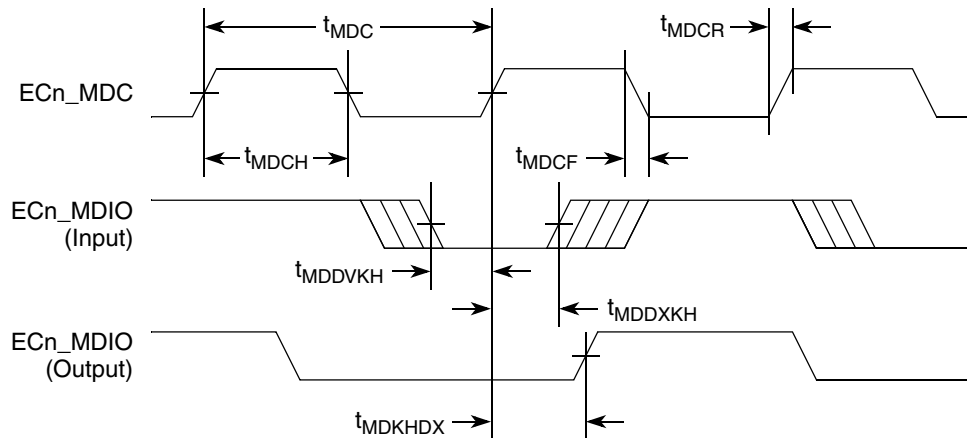 tMDC
tMDCR
ECn_MDC
tMDCH
tMDCF
ECn_MDIO
(Input)
tMDDVKH
tMDDXKH
ECn_MDIO
(Output)
tMDKHDX